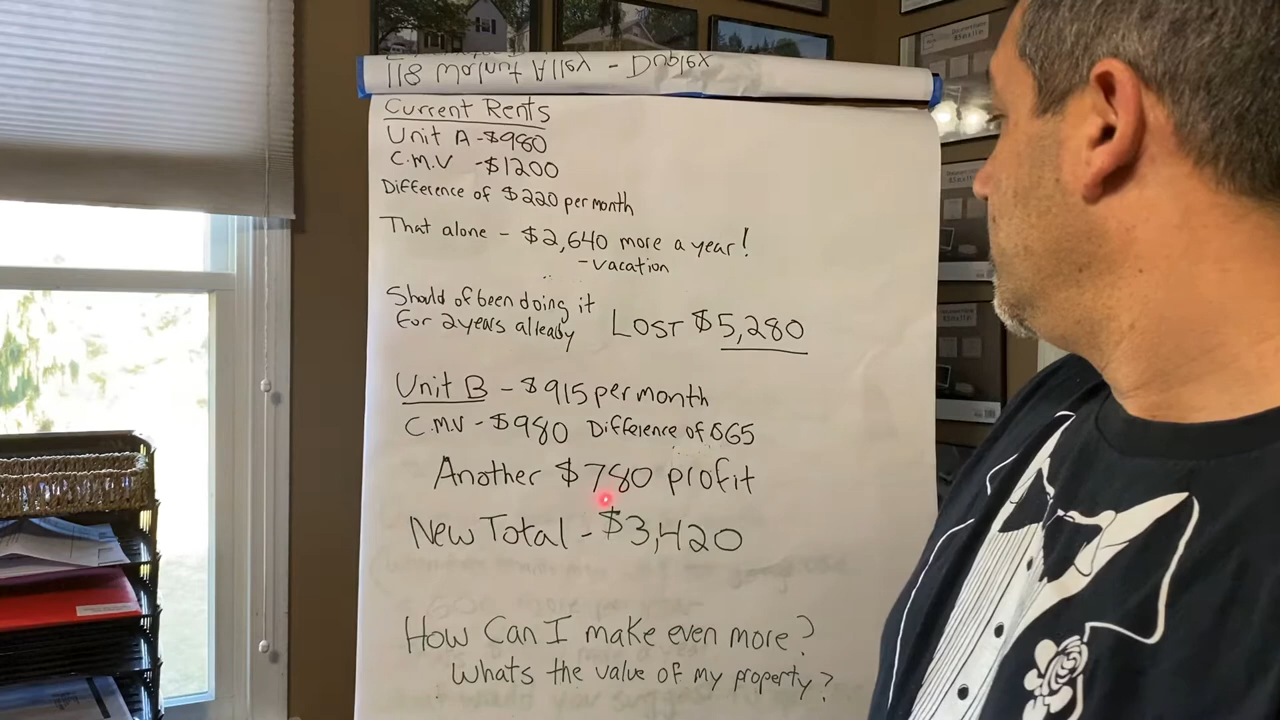 118 Walnut Alley - Duplex
Current Rents
Unit A - $980
C.M.V - $1200
Difference of $220 per month
That alone - $2,640 more a year!
- vacation
Should of been doing it
for 2 years already
LOST $5,280
Unit B - $915 per month
C.M.V - $980 Difference of $65
Another $780 profit
New Total - $3,420
How Can I make even more?
Whats the value of my property?